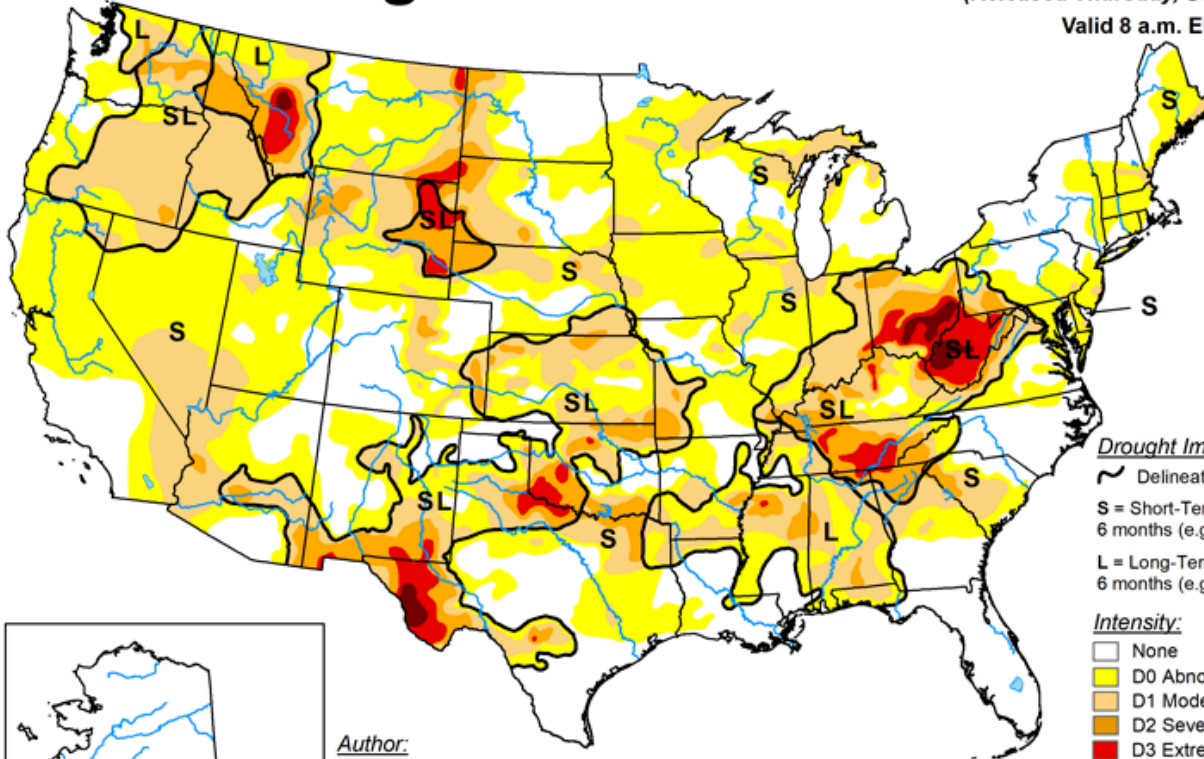 Valid 8 a.m. E
L
L
SL
S
S
SL
S
S
S
S
SL
SL
SL
SL
S
S
L
Drought Im
Delineat
S = Short-Ter
6 months (e.g
L = Long-Ter
6 months (e.g
Intensity:
None
D0 Abno
D1 Mode
D2 Seve
D3 Extre
Author: